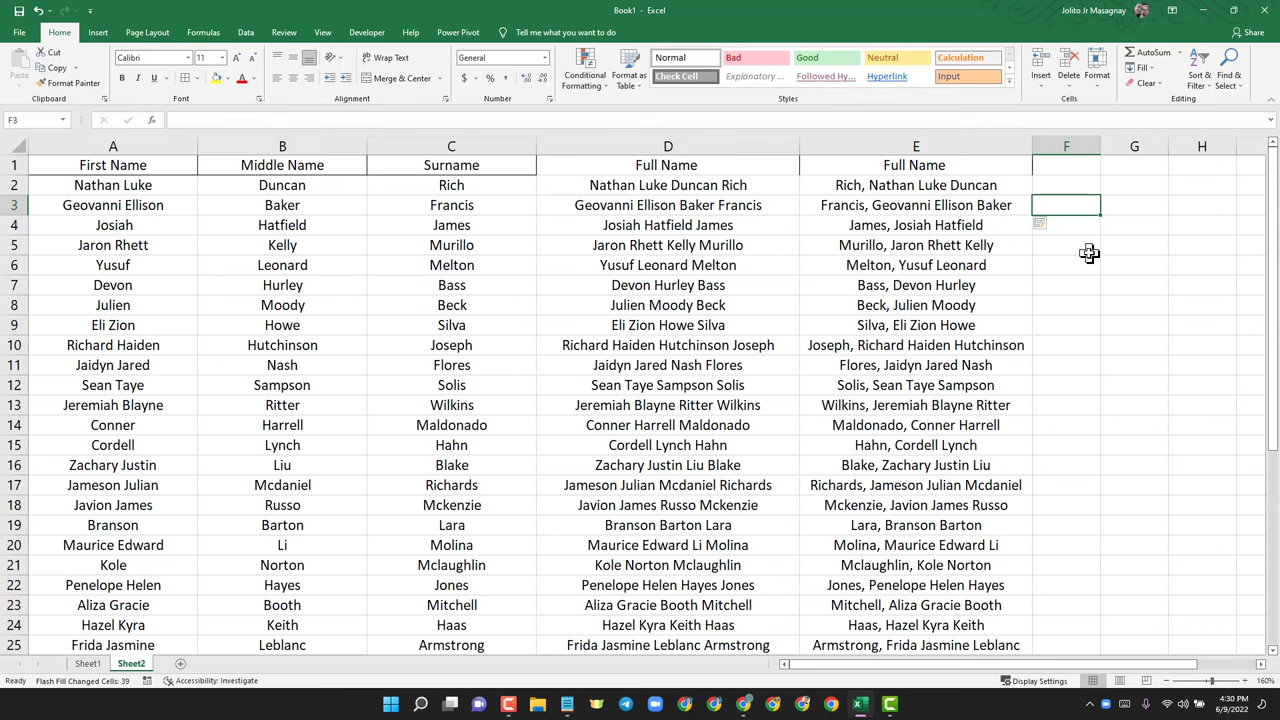 Book1 - Excel
Jolito Jr Masagnay
File Home Insert Page Layout Formulas Data Review View Developer Help Power Pivot Tell me what you want to do Share
Paste
Cut
Copy
Format Painter
Clipboard
Calibri 11
B I U
Font
Wrap Text
Merge & Center
Alignment
General
$ % ,
Number
Conditional Formatting
Format as Table
Normal Bad Good Neutral Calculation
Check Cell Explanatory ... Followed Hy... Hyperlink Input
Styles
Insert Delete Format
Cells
AutoSum
Fill
Clear
Sort & Filter
Find & Select
Editing
F3
A B C D E F G H
1 First Name Middle Name Surname Full Name Full Name
2 Nathan Luke Duncan Rich Nathan Luke Duncan Rich Rich, Nathan Luke Duncan
3 Geovanni Ellison Baker Francis Geovanni Ellison Baker Francis Francis, Geovanni Ellison Baker
4 Josiah Hatfield James Josiah Hatfield James James, Josiah Hatfield
5 Jaron Rhett Kelly Murillo Jaron Rhett Kelly Murillo Murillo, Jaron Rhett Kelly
6 Yusuf Leonard Melton Yusuf Leonard Melton Melton, Yusuf Leonard
7 Devon Hurley Bass Devon Hurley Bass Bass, Devon Hurley
8 Julien Moody Beck Julien Moody Beck Beck, Julien Moody
9 Eli Zion Howe Silva Eli Zion Howe Silva Silva, Eli Zion Howe
10 Richard Haiden Hutchinson Joseph Richard Haiden Hutchinson Joseph Joseph, Richard Haiden Hutchinson
11 Jaidyn Jared Nash Flores Jaidyn Jared Nash Flores Flores, Jaidyn Jared Nash
12 Sean Taye Sampson Solis Sean Taye Sampson Solis Solis, Sean Taye Sampson
13 Jeremiah Blayne Ritter Wilkins Jeremiah Blayne Ritter Wilkins Wilkins, Jeremiah Blayne Ritter
14 Conner Harrell Maldonado Conner Harrell Maldonado Maldonado, Conner Harrell
15 Cordell Lynch Hahn Cordell Lynch Hahn Hahn, Cordell Lynch
16 Zachary Justin Liu Blake Zachary Justin Liu Blake Blake, Zachary Justin Liu
17 Jameson Julian Mcdaniel Richards Jameson Julian Mcdaniel Richards Richards, Jameson Julian Mcdaniel
18 Javion James Russo Mckenzie Javion James Russo Mckenzie Mckenzie, Javion James Russo
19 Branson Barton Lara Branson Barton Lara Lara, Branson Barton
20 Maurice Edward Li Molina Maurice Edward Li Molina Molina, Maurice Edward Li
21 Kole Norton Mclaughlin Kole Norton Mclaughlin Mclaughlin, Kole Norton
22 Penelope Helen Hayes Jones Penelope Helen Hayes Jones Jones, Penelope Helen Hayes
23 Aliza Gracie Booth Mitchell Aliza Gracie Booth Mitchell Mitchell, Aliza Gracie Booth
24 Hazel Kyra Keith Haas Hazel Kyra Keith Haas Haas, Hazel Kyra Keith
25 Frida Jasmine Leblanc Armstrong Frida Jasmine Leblanc Armstrong Armstrong, Frida Jasmine Leblanc
Sheet1 Sheet2
Ready Flash Fill Changed Cells: 39 Accessibility: Investigate Display Settings 160%
4:30 PM
6/9/2022